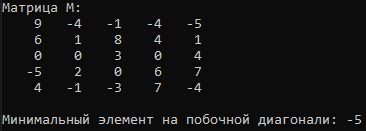 Матрица M:
9 -4 -1 -4 -5
6 1 8 4 1
0 0 3 0 4
-5 2 0 6 7
4 -1 -3 7 -4
Минимальный элемент на побочной диагонали: -5